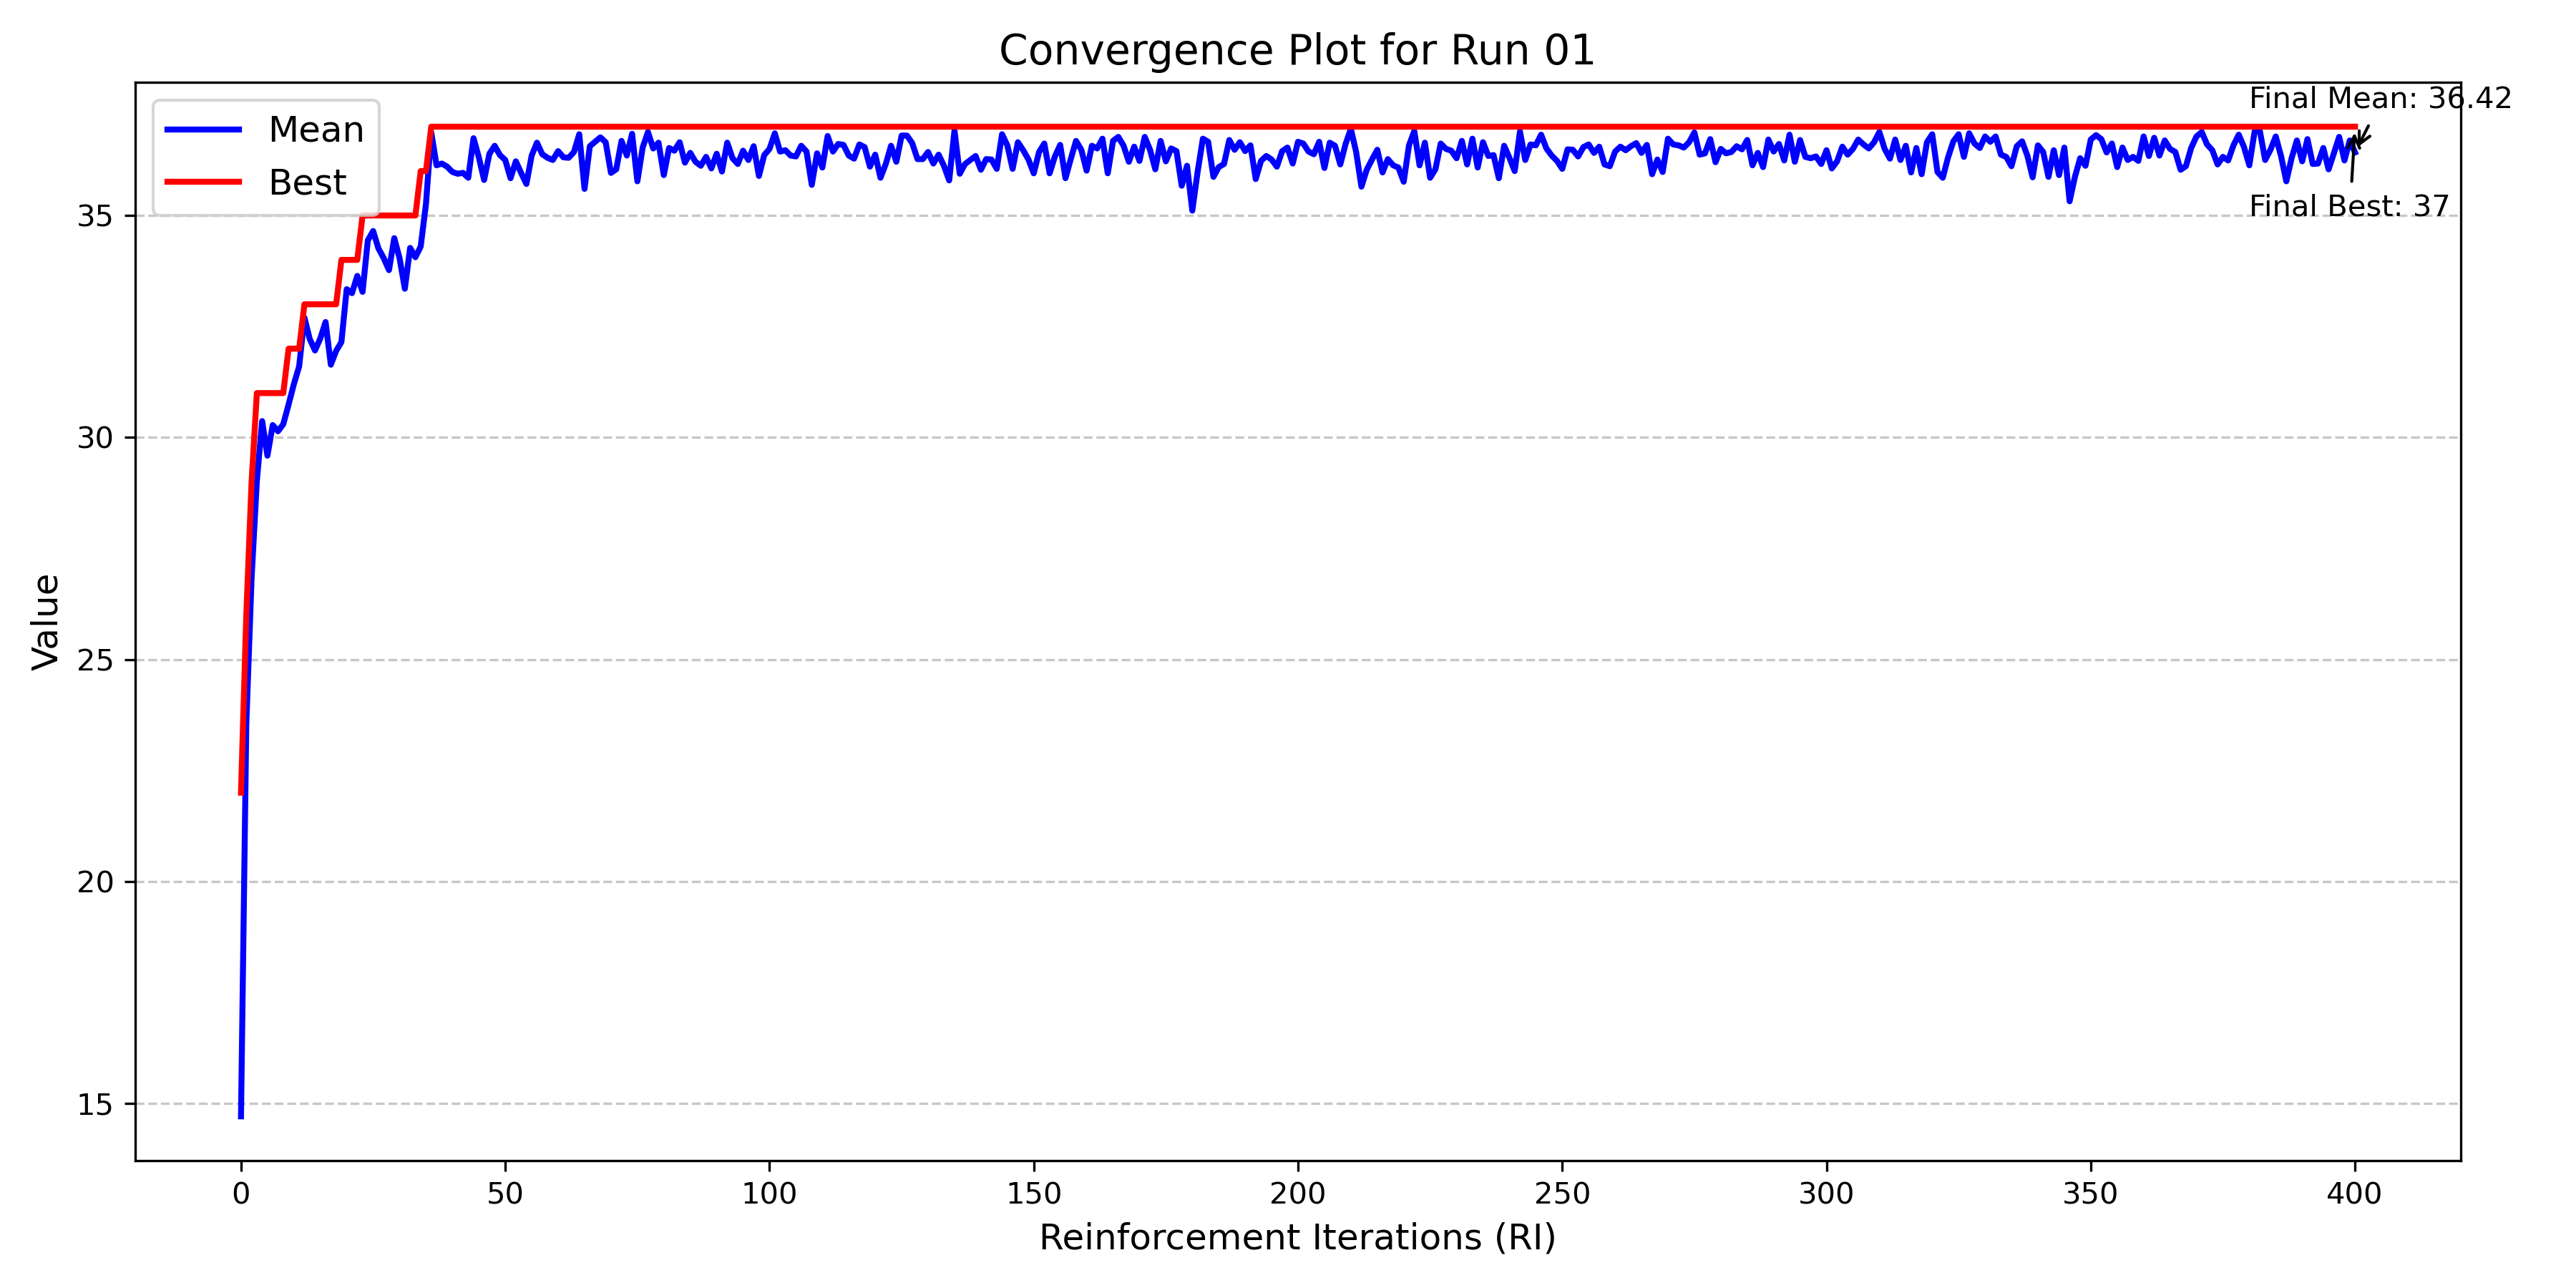 Convergence Plot for Run 01
Final Mean: 36.42
Mean
Best
Final Best: 37
35
30
25
20
15
Value
0 50 100 150 200 250 300 350 400
Reinforcement Iterations (RI)